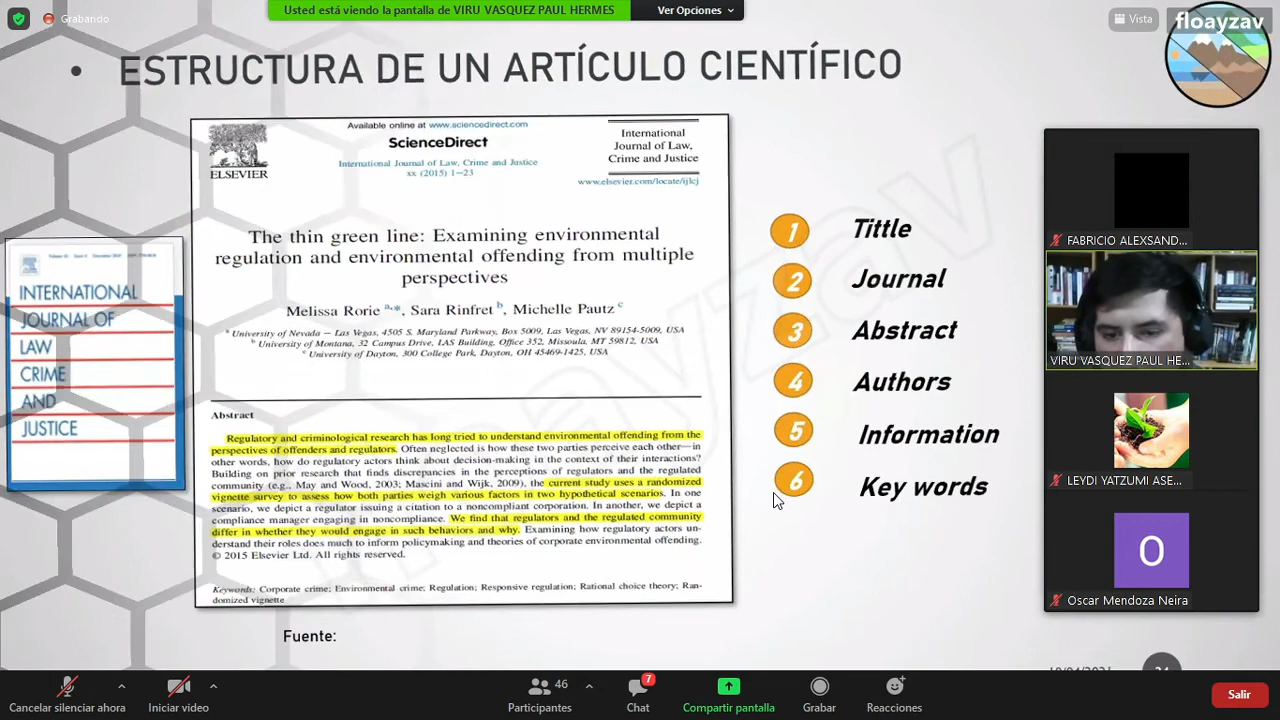 Grabando
Usted está viendo la pantalla de VIRU VASQUEZ PAUL HERMES
Ver Opciones
Vista
floayzav
• ESTRUCTURA DE UN ARTÍCULO CIENTÍFICO
ELSEVIER
Available online at www.sciencedirect.com
ScienceDirect
International Journal of Law, Crime and Justice
xx (2015) 1–23
International
Journal of Law,
Crime and Justice
www.elsevier.com/locate/ijlcj
The thin green line: Examining environmental
regulation and environmental offending from multiple
perspectives
Melissa Rorie a,*, Sara Rinfret b, Michelle Pautz c
a University of Nevada – Las Vegas, 4505 S. Maryland Parkway, Box 5009, Las Vegas, NV 89154-5009, USA
b University of Montana, 32 Campus Drive, IAS Building, Office 352, Missoula, MT 59812, USA
c University of Dayton, 300 College Park, Dayton, OH 45469-1425, USA
Abstract
Regulatory and criminological research has long tried to understand environmental offending from the
perspectives of offenders and regulators. Often neglected is how these two parties perceive each other—in
other words, how do regulatory actors think about decision-making in the context of their interactions?
Building on prior research that finds discrepancies in the perceptions of regulators and the regulated
community (e.g., May and Wood, 2003; Mascini and Wijk, 2009), the current study uses a randomized
vignette survey to assess how both parties weigh various factors in two hypothetical scenarios. In one
scenario, we depict a regulator issuing a citation to a noncompliant corporation. In another, we depict a
compliance manager engaging in noncompliance. We find that regulators and the regulated community
differ in whether they would engage in such behaviors and why. Examining how regulatory actors un-
derstand their roles does much to inform policymaking and theories of corporate environmental offending.
© 2015 Elsevier Ltd. All rights reserved.
Keywords: Corporate crime; Environmental crime; Regulation; Responsive regulation; Rational choice theory; Ran-
domized vignette
INTERNATIONAL
JOURNAL OF
LAW
CRIME
AND
JUSTICE
1 Tittle
2 Journal
3 Abstract
4 Authors
5 Information
6 Key words
Fuente:
floayzav
FABRICIO ALEXSAND...
VIRU VASQUEZ PAUL HE...
LEYDI YATZUMI ASE...
O
Oscar Mendoza Neira
Cancelar silenciar ahora
Iniciar video
46
Participantes
7
Chat
Compartir pantalla
Grabar
Reacciones
Salir